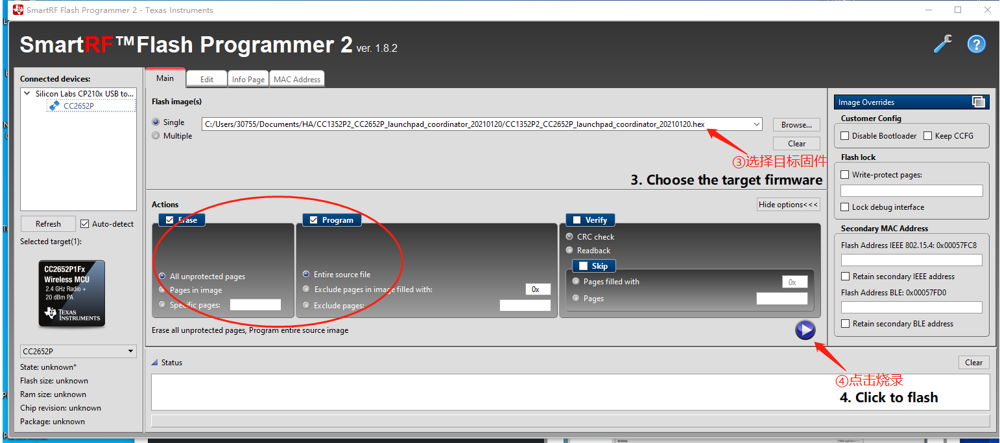 SmartRF Flash Programmer 2 - Texas Instruments
SmartRF™Flash Programmer 2 ver. 1.8.2
?
Connected devices:
Silicon Labs CP210x USB to...
CC2652P
Refresh
Auto-detect
Selected target(1):
CC2652P1Fx
Wireless MCU
2.4 GHz Radio +
20 dBm PA
TEXAS
INSTRUMENTS
CC2652P
State: unknown*
Flash size: unknown
Ram size: unknown
Chip revision: unknown
Package: unknown
Main
Edit
Info Page
MAC Address
Flash image(s)
Single
C:/Users/30755/Documents/HA/CC1352P2_CC2652P_launchpad_coordinator_20210120/CC1352P2_CC2652P_launchpad_coordinator_20210120.hex
Browse...
Multiple
Clear
③选择目标固件
3. Choose the target firmware
Actions
Hide options<<<
Erase
All unprotected pages
Pages in image
Specific pages:
Program
Entire source file
Exclude pages in image filled with:
0x
Exclude pages:
Verify
CRC check
Readback
Skip
Pages filled with
0x
Pages
Erase all unprotected pages, Program entire source image
Status
Clear
④点击烧录
4. Click to flash
Image Overrides
Customer Config
Disable Bootloader
Keep CCFG
Flash lock
Write-protect pages:
Lock debug interface
Secondary MAC Address
Flash Address IEEE 802.15.4: 0x00057FC8
Retain secondary IEEE address
Flash Address BLE: 0x00057FD0
Retain secondary BLE address